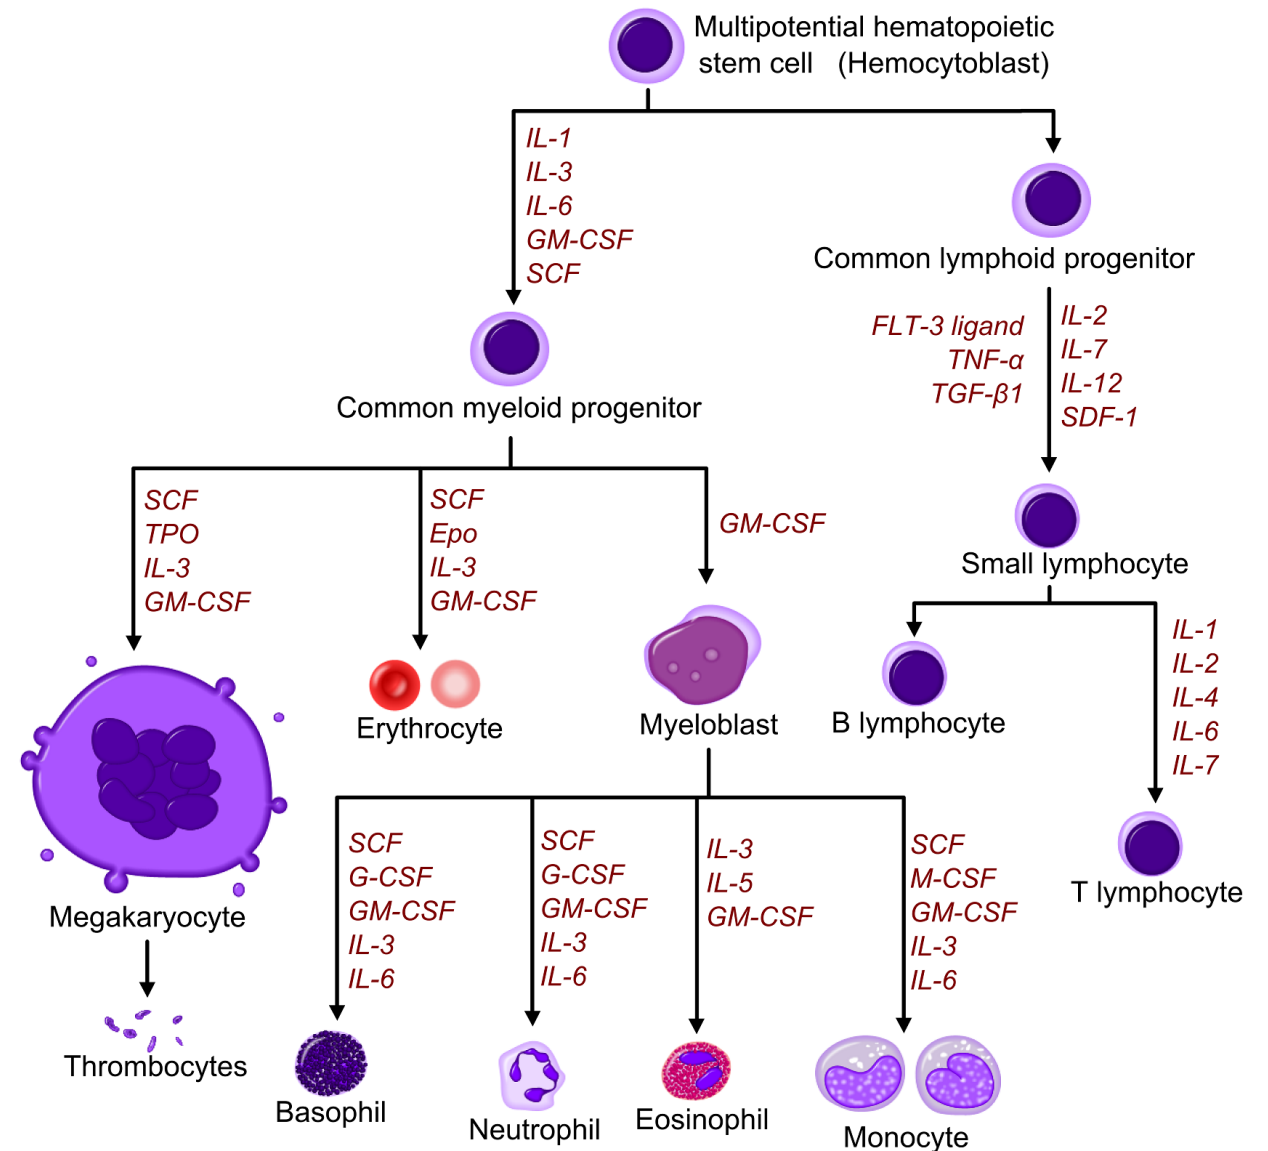 Multipotential hematopoietic
stem cell (Hemocytoblast)
IL-1
IL-3
IL-6
GM-CSF
SCF
Common myeloid progenitor
Common lymphoid progenitor
FLT-3 ligand
TNF-α
TGF-β1
IL-2
IL-7
IL-12
SDF-1
Small lymphocyte
SCF
TPO
IL-3
GM-CSF
SCF
Epo
IL-3
GM-CSF
GM-CSF
Megakaryocyte
Thrombocytes
Erythrocyte
Myeloblast
B lymphocyte
IL-1
IL-2
IL-4
IL-6
IL-7
T lymphocyte
SCF
G-CSF
GM-CSF
IL-3
IL-6
Basophil
SCF
G-CSF
GM-CSF
IL-3
IL-6
Neutrophil
IL-3
IL-5
GM-CSF
Eosinophil
SCF
M-CSF
GM-CSF
IL-3
IL-6
Monocyte